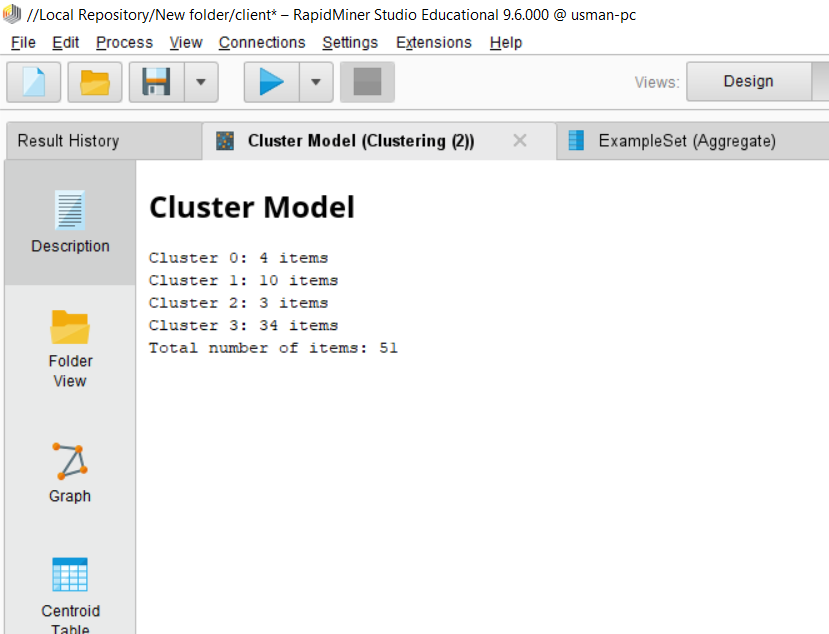 //Local Repository/New folder/client* – RapidMiner Studio Educational 9.6.000 @ usman-pc
File Edit Process View Connections Settings Extensions Help
Views: Design
Result History Cluster Model (Clustering (2)) ExampleSet (Aggregate)
Cluster Model
Cluster 0: 4 items
Cluster 1: 10 items
Cluster 2: 3 items
Cluster 3: 34 items
Total number of items: 51
Description
Folder
View
Graph
Centroid
Table